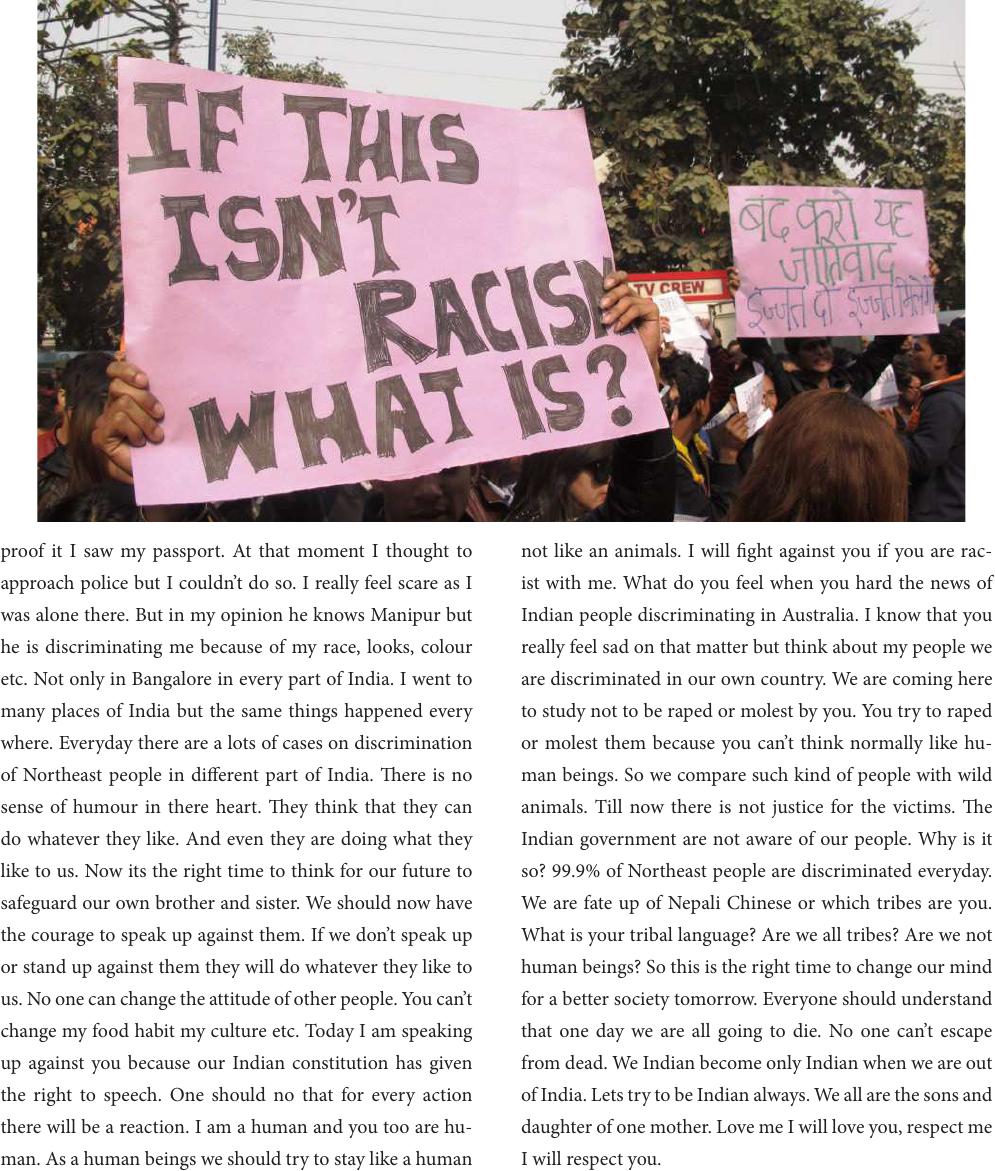 IF THIS
ISN'T
RACISM
WHAT IS?
TV CREW
बंद करो यह
जातिवाद
इज्जत दो इज्जत मिलेगी
proof it I saw my passport. At that moment I thought to
approach police but I couldn't do so. I really feel scare as I
was alone there. But in my opinion he knows Manipur but
he is discriminating me because of my race, looks, colour
etc. Not only in Bangalore in every part of India. I went to
many places of India but the same things happened every
where. Everyday there are a lots of cases on discrimination
of Northeast people in different part of India. There is no
sense of humour in there heart. They think that they can
do whatever they like. And even they are doing what they
like to us. Now its the right time to think for our future to
safeguard our own brother and sister. We should now have
the courage to speak up against them. If we don't speak up
or stand up against them they will do whatever they like to
us. No one can change the attitude of other people. You can't
change my food habit my culture etc. Today I am speaking
up against you because our Indian constitution has given
the right to speech. One should no that for every action
there will be a reaction. I am a human and you too are hu-
man. As a human beings we should try to stay like a human
not like an animals. I will fight against you if you are rac-
ist with me. What do you feel when you hard the news of
Indian people discriminating in Australia. I know that you
really feel sad on that matter but think about my people we
are discriminated in our own country. We are coming here
to study not to be raped or molest by you. You try to raped
or molest them because you can't think normally like hu-
man beings. So we compare such kind of people with wild
animals. Till now there is not justice for the victims. The
Indian government are not aware of our people. Why is it
so? 99.9% of Northeast people are discriminated everyday.
We are fate up of Nepali Chinese or which tribes are you.
What is your tribal language? Are we all tribes? Are we not
human beings? So this is the right time to change our mind
for a better society tomorrow. Everyone should understand
that one day we are all going to die. No one can't escape
from dead. We Indian become only Indian when we are out
of India. Lets try to be Indian always. We all are the sons and
daughter of one mother. Love me I will love you, respect me
I will respect you.